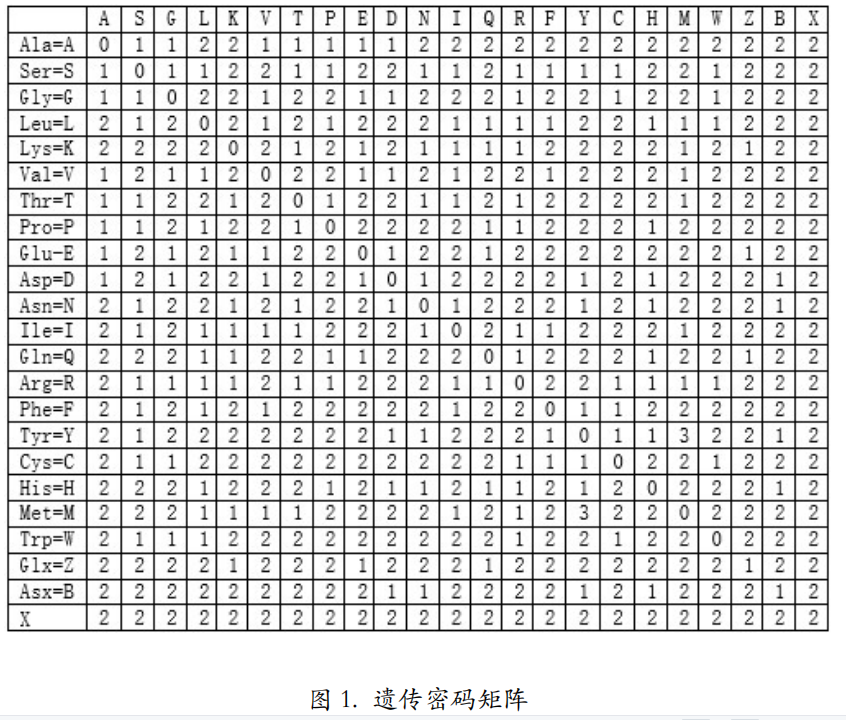 A S G L K V T P E D N I Q R F Y C H M W Z B X
Ala=A 0 1 1 2 2 1 1 1 1 1 2 2 2 2 2 2 2 2 2 2 2 2 2
Ser=S 1 0 1 1 2 2 1 1 2 2 1 1 2 1 1 1 1 2 2 1 2 2 2
Gly=G 1 1 0 2 2 1 2 2 1 1 2 2 2 1 2 2 1 2 2 1 2 2 2
Leu=L 2 1 2 0 2 1 2 1 2 2 2 1 1 1 1 2 2 1 1 1 2 2 2
Lys=K 2 2 2 2 0 2 1 2 1 2 1 1 1 1 2 2 2 2 1 2 1 2 2
Val=V 1 2 1 1 2 0 2 2 1 1 2 1 2 2 1 2 2 2 1 2 2 2 2
Thr=T 1 1 2 2 1 2 0 1 2 2 1 1 2 1 2 2 2 2 1 2 2 2 2
Pro=P 1 1 2 1 2 2 1 0 2 2 2 2 1 1 2 2 2 1 2 2 2 2 2
Glu-E 1 2 1 2 1 1 2 2 0 1 2 2 1 2 2 2 2 2 2 2 1 2 2
Asp=D 1 2 1 2 2 1 2 2 1 0 1 2 2 2 2 1 2 1 2 2 2 1 2
Asn=N 2 1 2 2 1 2 1 2 2 1 0 1 2 2 2 1 2 1 2 2 2 1 2
Ile=I 2 1 2 1 1 1 1 2 2 2 1 0 2 1 1 2 2 2 1 2 2 2 2
Gln=Q 2 2 2 1 1 2 2 1 1 2 2 2 0 1 2 2 2 1 2 2 1 2 2
Arg=R 2 1 1 1 1 2 1 1 2 2 2 1 1 0 2 2 1 1 1 1 2 2 2
Phe=F 2 1 2 1 2 1 2 2 2 2 2 1 2 2 0 1 1 2 2 2 2 2 2
Tyr=Y 2 1 2 2 2 2 2 2 2 1 1 2 2 2 1 0 1 1 3 2 2 1 2
Cys=C 2 1 1 2 2 2 2 2 2 2 2 2 2 1 1 1 0 2 2 1 2 2 2
His=H 2 2 2 1 2 2 2 1 2 1 1 2 1 1 2 1 2 0 2 2 2 1 2
Met=M 2 2 2 1 1 1 1 2 2 2 2 1 2 1 2 3 2 2 0 2 2 2 2
Trp=W 2 1 1 1 2 2 2 2 2 2 2 2 2 1 2 2 1 2 2 0 2 2 2
Glx=Z 2 2 2 2 1 2 2 2 1 2 2 2 1 2 2 2 2 2 2 2 1 2 2
Asx=B 2 2 2 2 2 2 2 2 2 1 1 2 2 2 2 1 2 1 2 2 2 1 2
X 2 2 2 2 2 2 2 2 2 2 2 2 2 2 2 2 2 2 2 2 2 2 2
图 1. 遗传密码矩阵